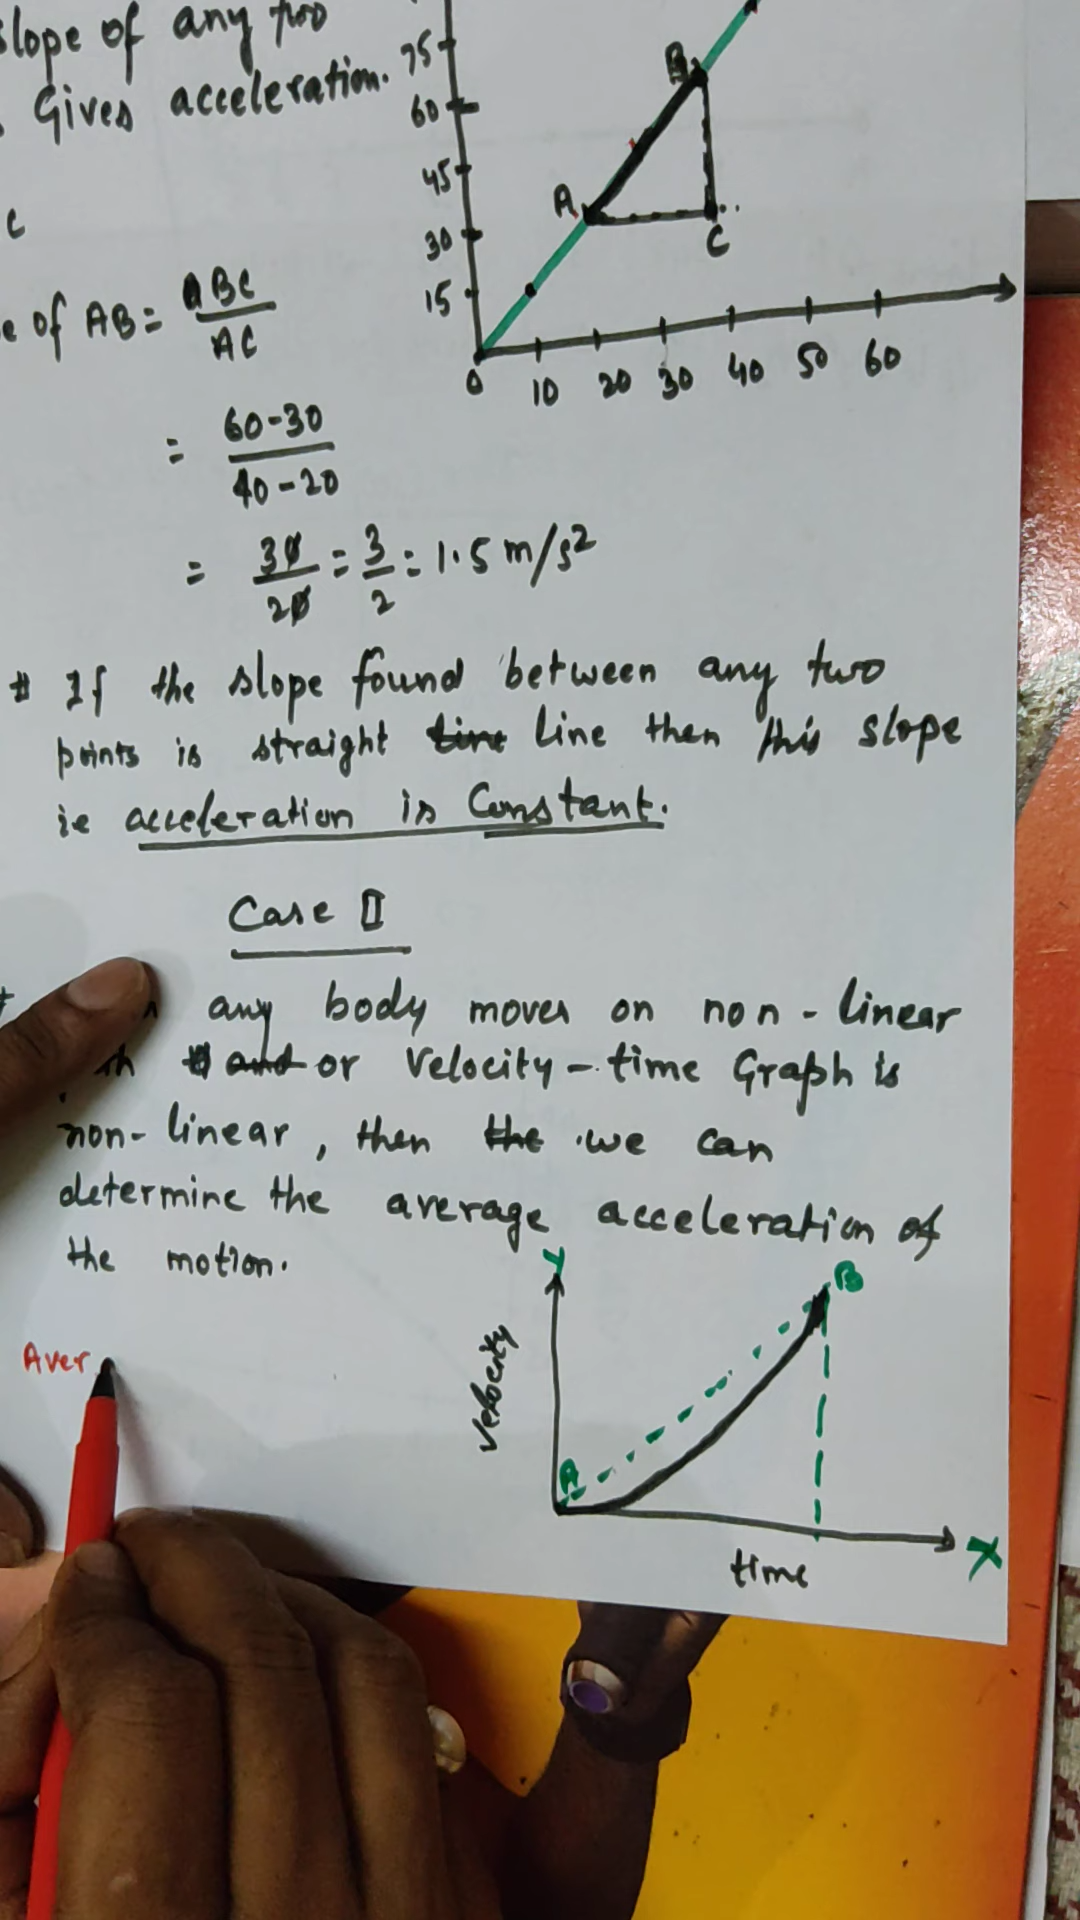 slope of any two
Gives acceleration.
75
60
45
30
15
B
A
C
0 10 20 30 40 50 60
C
of AB = BC
AC
= 60-30
40-20
= 30 = 3 = 1.5 m/s²
20 2
# If the slope found between any two
points is straight line Line then this slope
ie acceleration is Constant.
Case II
any body moves on non-linear
and or Velocity-time Graph is
non-linear, then the we can
determine the average acceleration of
the motion.
Aver
Y
B
Velocity
A
time
X